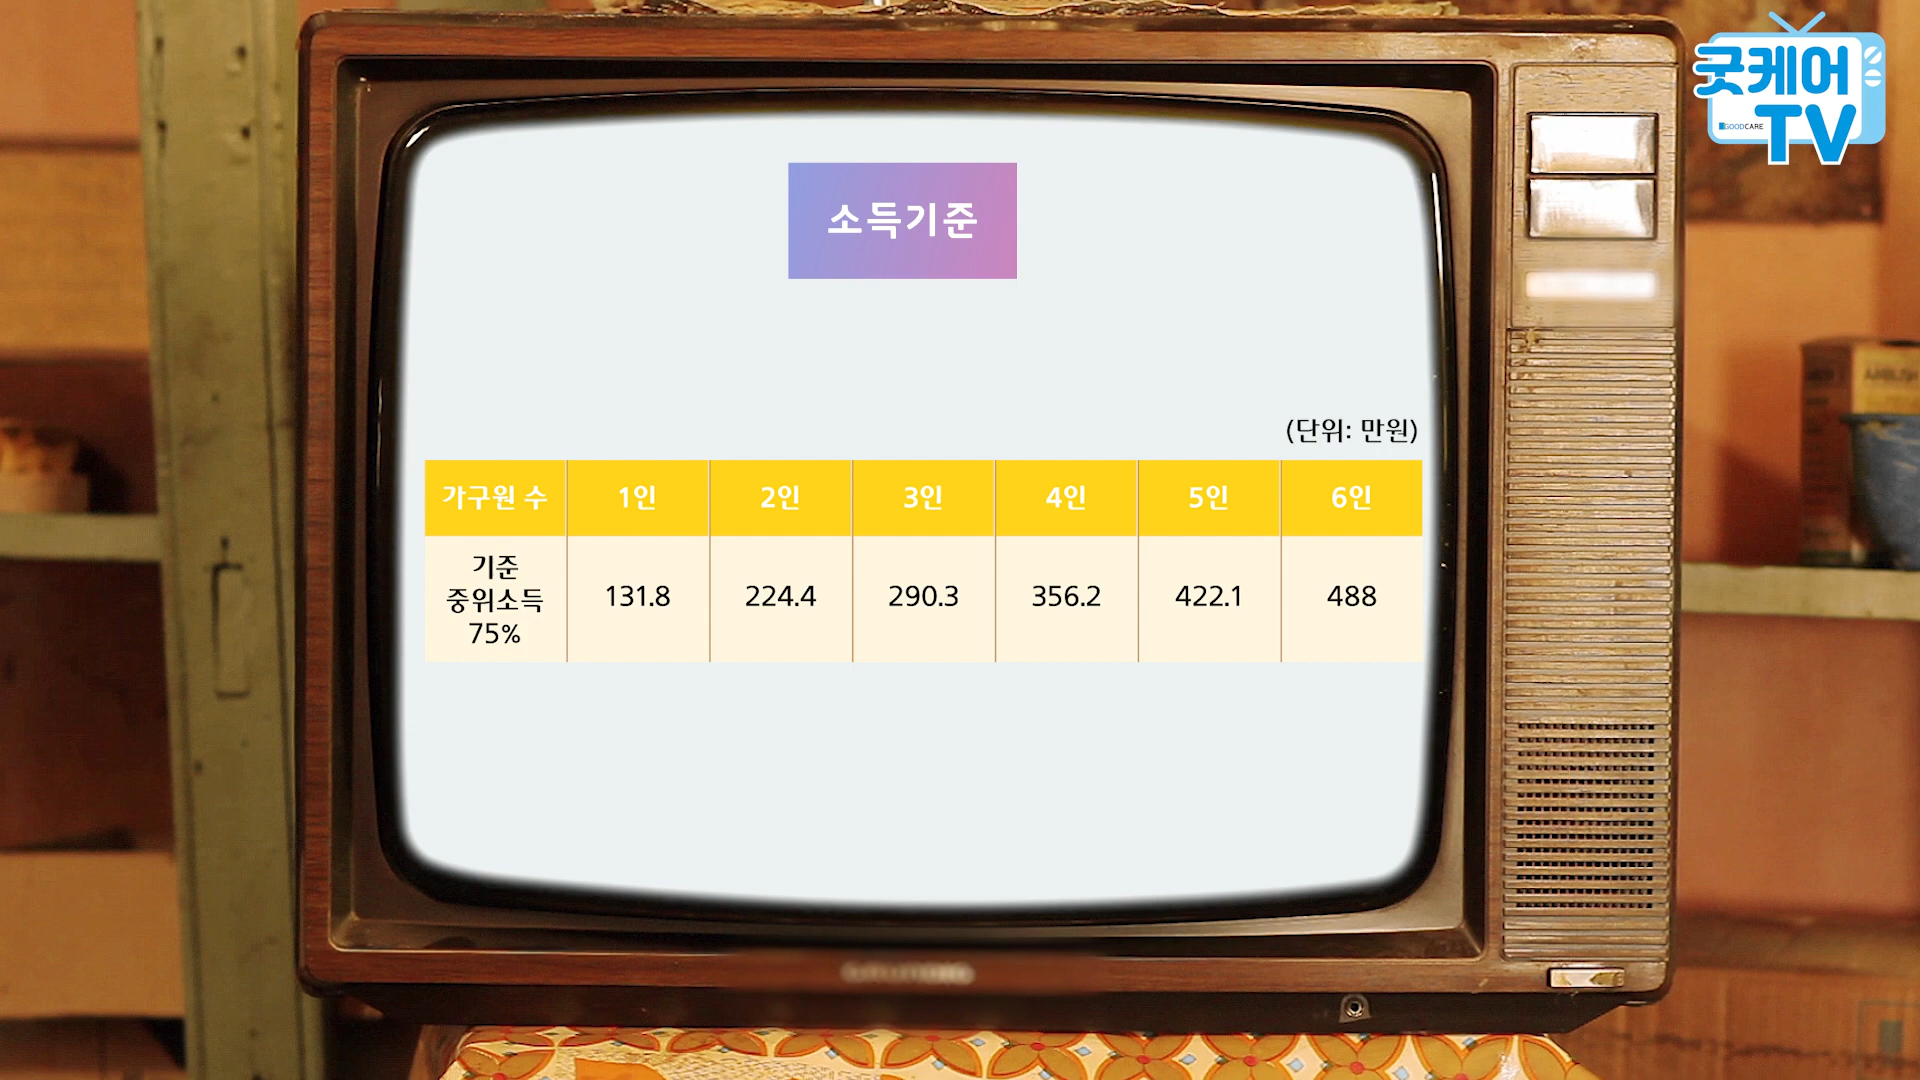 굿케어
TV
GOODCARE
소득기준
(단위: 만원)
가구원 수 1인 2인 3인 4인 5인 6인
기준
중위소득
75%
131.8 224.4 290.3 356.2 422.1 488